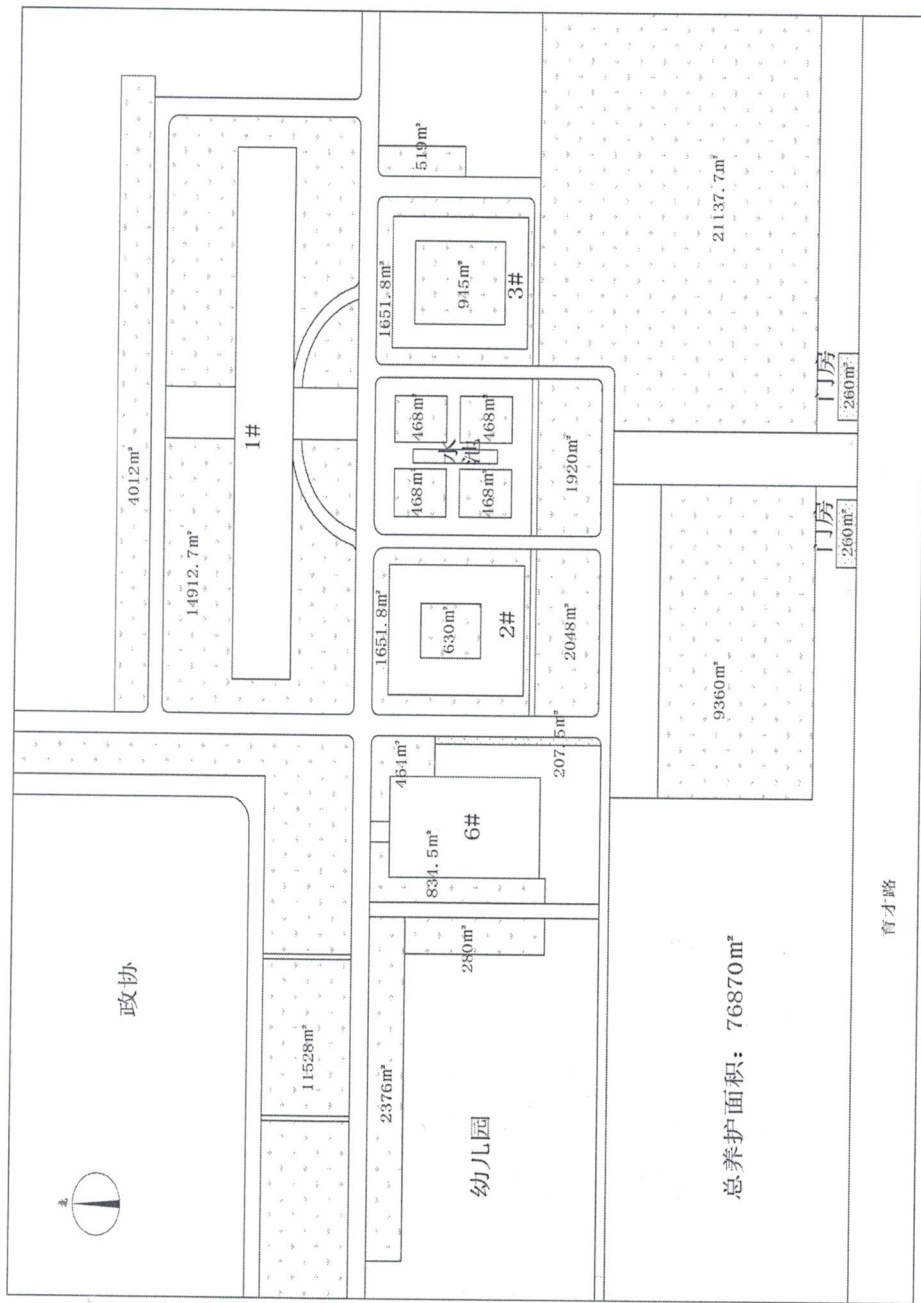 4012m²
14912.7m²
1#
519m²
1651.8m²
945m²
3#
468m²
468m²
水池
468m²
468m²
1920m²
1651.8m²
630m²
2#
2048m²
21137.7m²
门房
260m²
门房
260m²
9360m²
464m²
207.5m²
6#
834.5m²
280m²
2376m²
11528m²
政协
北
幼儿园
总养护面积：76870m²
育才路